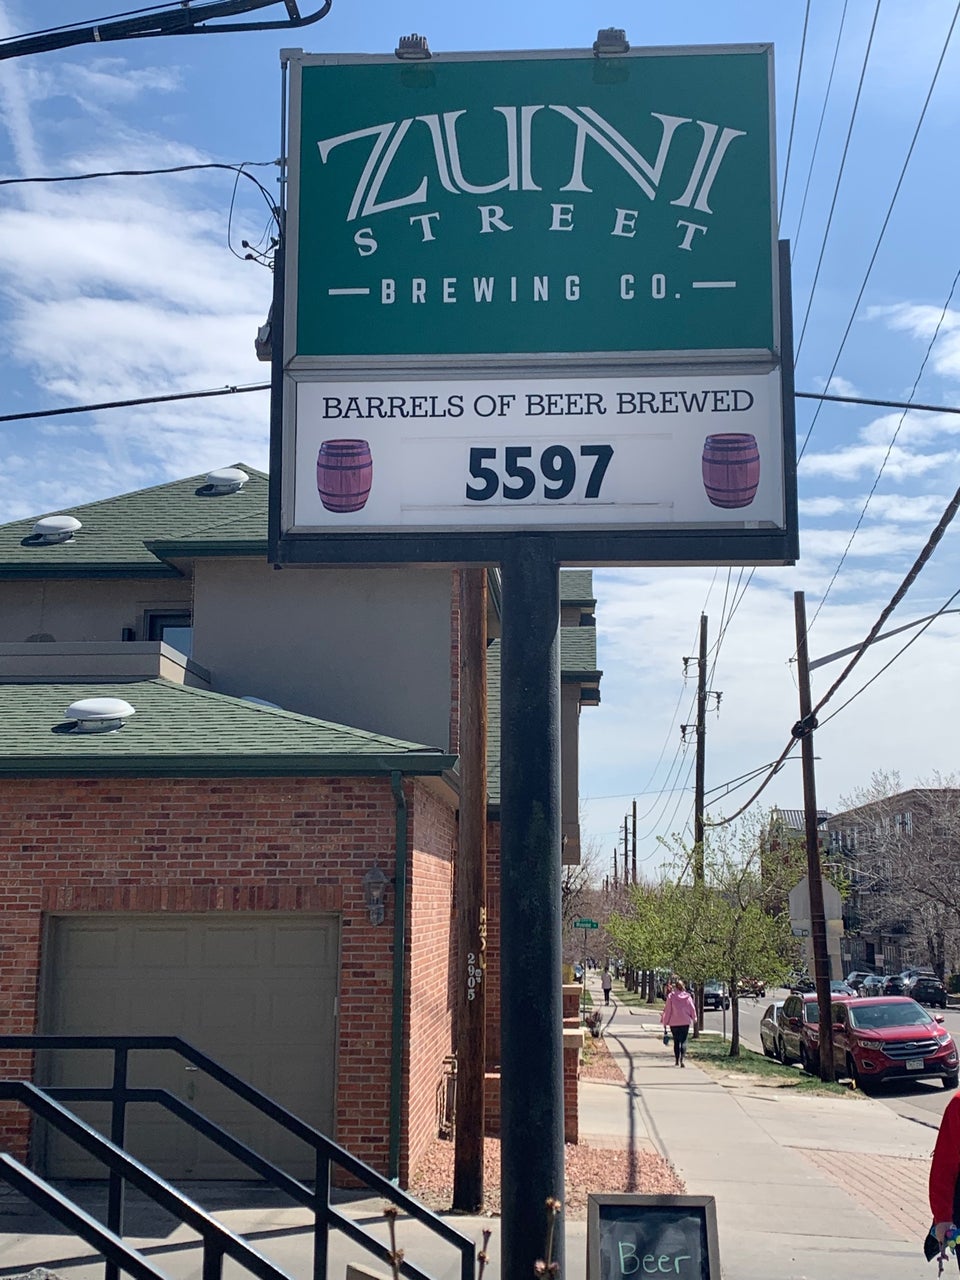 ZUNI
STREET
BREWING CO.
BARRELS OF BEER BREWED
5597
2905
Beer